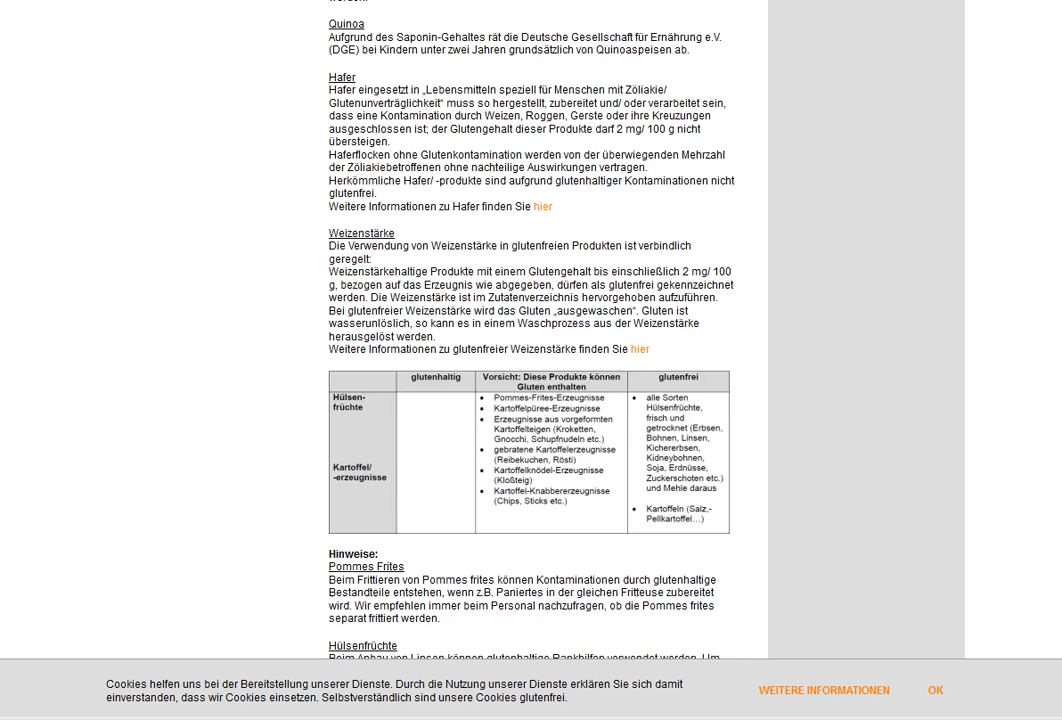 Quinoa
Aufgrund des Saponin-Gehaltes rät die Deutsche Gesellschaft für Ernährung e.V.
(DGE) bei Kindern unter zwei Jahren grundsätzlich von Quinoaspeisen ab.
Hafer
Hafer eingesetzt in „Lebensmitteln speziell für Menschen mit Zöliakie/
Glutenunverträglichkeit“ muss so hergestellt, zubereitet und/ oder verarbeitet sein,
dass eine Kontamination durch Weizen, Roggen, Gerste oder ihre Kreuzungen
ausgeschlossen ist; der Glutengehalt dieser Produkte darf 2 mg/ 100 g nicht
übersteigen.
Haferflocken ohne Glutenkontamination werden von der überwiegenden Mehrzahl
der Zöliakiebetroffenen ohne nachteilige Auswirkungen vertragen.
Herkömmliche Hafer/ -produkte sind aufgrund glutenhaltiger Kontaminationen nicht
glutenfrei.
Weitere Informationen zu Hafer finden Sie hier
Weizenstärke
Die Verwendung von Weizenstärke in glutenfreien Produkten ist verbindlich
geregelt:
Weizenstärkehaltige Produkte mit einem Glutengehalt bis einschließlich 2 mg/ 100
g, bezogen auf das Erzeugnis wie abgegeben, dürfen als glutenfrei gekennzeichnet
werden. Die Weizenstärke ist im Zutatenverzeichnis hervorgehoben aufzuführen.
Bei glutenfreier Weizenstärke wird das Gluten „ausgewaschen“. Gluten ist
wasserunlöslich, so kann es in einem Waschprozess aus der Weizenstärke
herausgelöst werden.
Weitere Informationen zu glutenfreier Weizenstärke finden Sie hier
glutenhaltig
Vorsicht: Diese Produkte können
Gluten enthalten
glutenfrei
Hülsen-
früchte
Kartoffel/
-erzeugnisse
• Pommes-Frites-Erzeugnisse
• Kartoffelpüree-Erzeugnisse
• Erzeugnisse aus vorgeformten
Kartoffelteigen (Kroketten,
Gnocchi, Schupfnudeln etc.)
• gebratene Kartoffelerzeugnisse
(Reibekuchen, Rösti)
• Kartoffelknödel-Erzeugnisse
(Kloßteig)
• Kartoffel-Knabbererzeugnisse
(Chips, Sticks etc.)
• alle Sorten
Hülsenfrüchte,
frisch und
getrocknet (Erbsen,
Bohnen, Linsen,
Kichererbsen,
Kidneybohnen,
Soja, Erdnüsse,
Zuckerschoten etc.)
und Mehle daraus
• Kartoffeln (Salz,-
Pellkartoffel…)
Hinweise:
Pommes Frites
Beim Frittieren von Pommes frites können Kontaminationen durch glutenhaltige
Bestandteile entstehen, wenn z.B. Paniertes in der gleichen Fritteuse zubereitet
wird. Wir empfehlen immer beim Personal nachzufragen, ob die Pommes frites
separat frittiert werden.
Hülsenfrüchte
Cookies helfen uns bei der Bereitstellung unserer Dienste. Durch die Nutzung unserer Dienste erklären Sie sich damit
einverstanden, dass wir Cookies einsetzen. Selbstverständlich sind unsere Cookies glutenfrei.
WEITERE INFORMATIONEN
OK